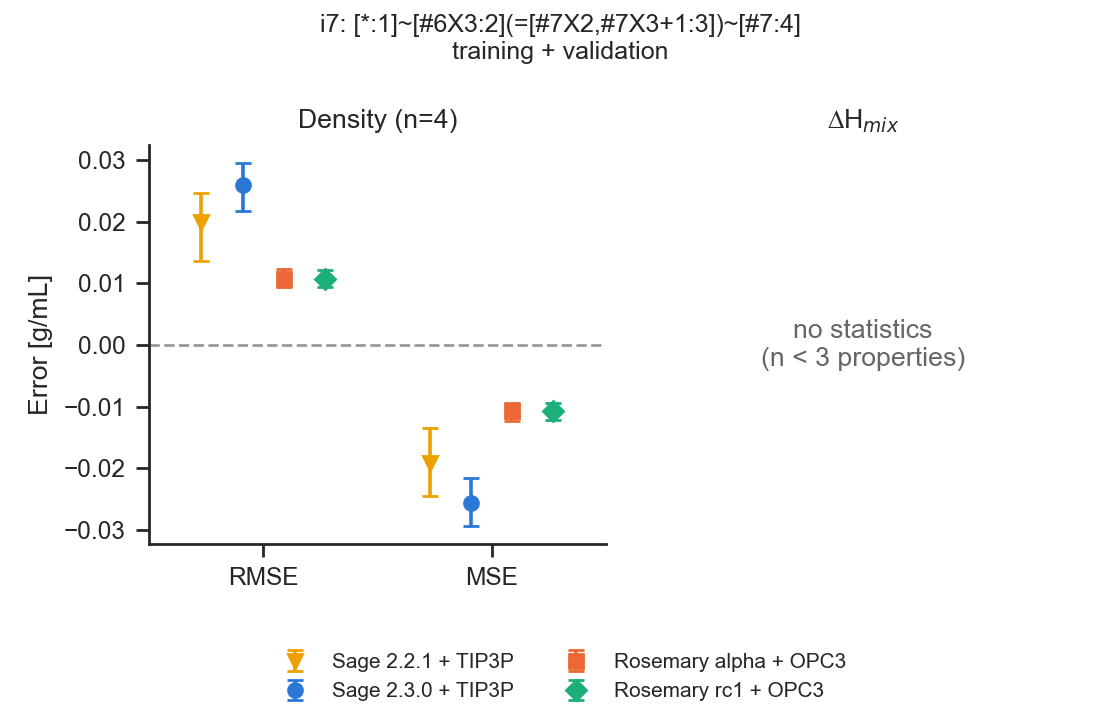 i7: [*:1]~[#6X3:2](=[#7X2,#7X3+1:3])~[#7:4]
training + validation
Density (n=4)
ΔHmix
Error [g/mL]
0.03
0.02
0.01
0.00
−0.01
−0.02
−0.03
RMSE
MSE
no statistics
(n < 3 properties)
Sage 2.2.1 + TIP3P
Sage 2.3.0 + TIP3P
Rosemary alpha + OPC3
Rosemary rc1 + OPC3